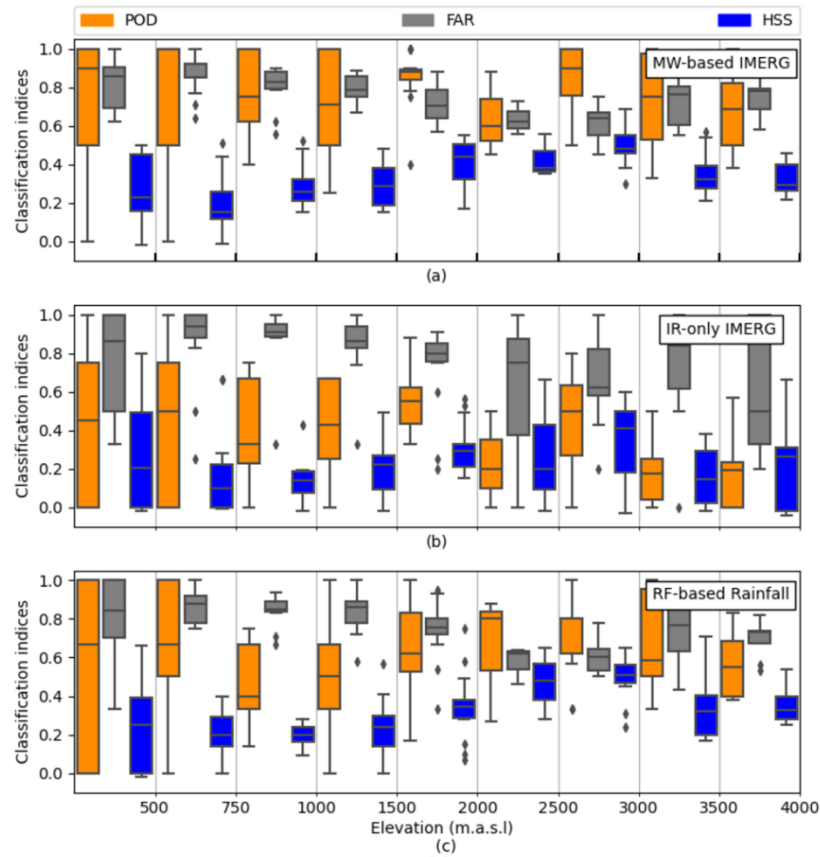 POD FAR HSS
Classification indices
1.0
0.8
0.6
0.4
0.2
0.0
MW-based IMERG
(a)
Classification indices
1.0
0.8
0.6
0.4
0.2
0.0
IR-only IMERG
(b)
Classification indices
1.0
0.8
0.6
0.4
0.2
0.0
RF-based Rainfall
500 750 1000 1500 2000 2500 3000 3500 4000
Elevation (m.a.s.l)
(c)